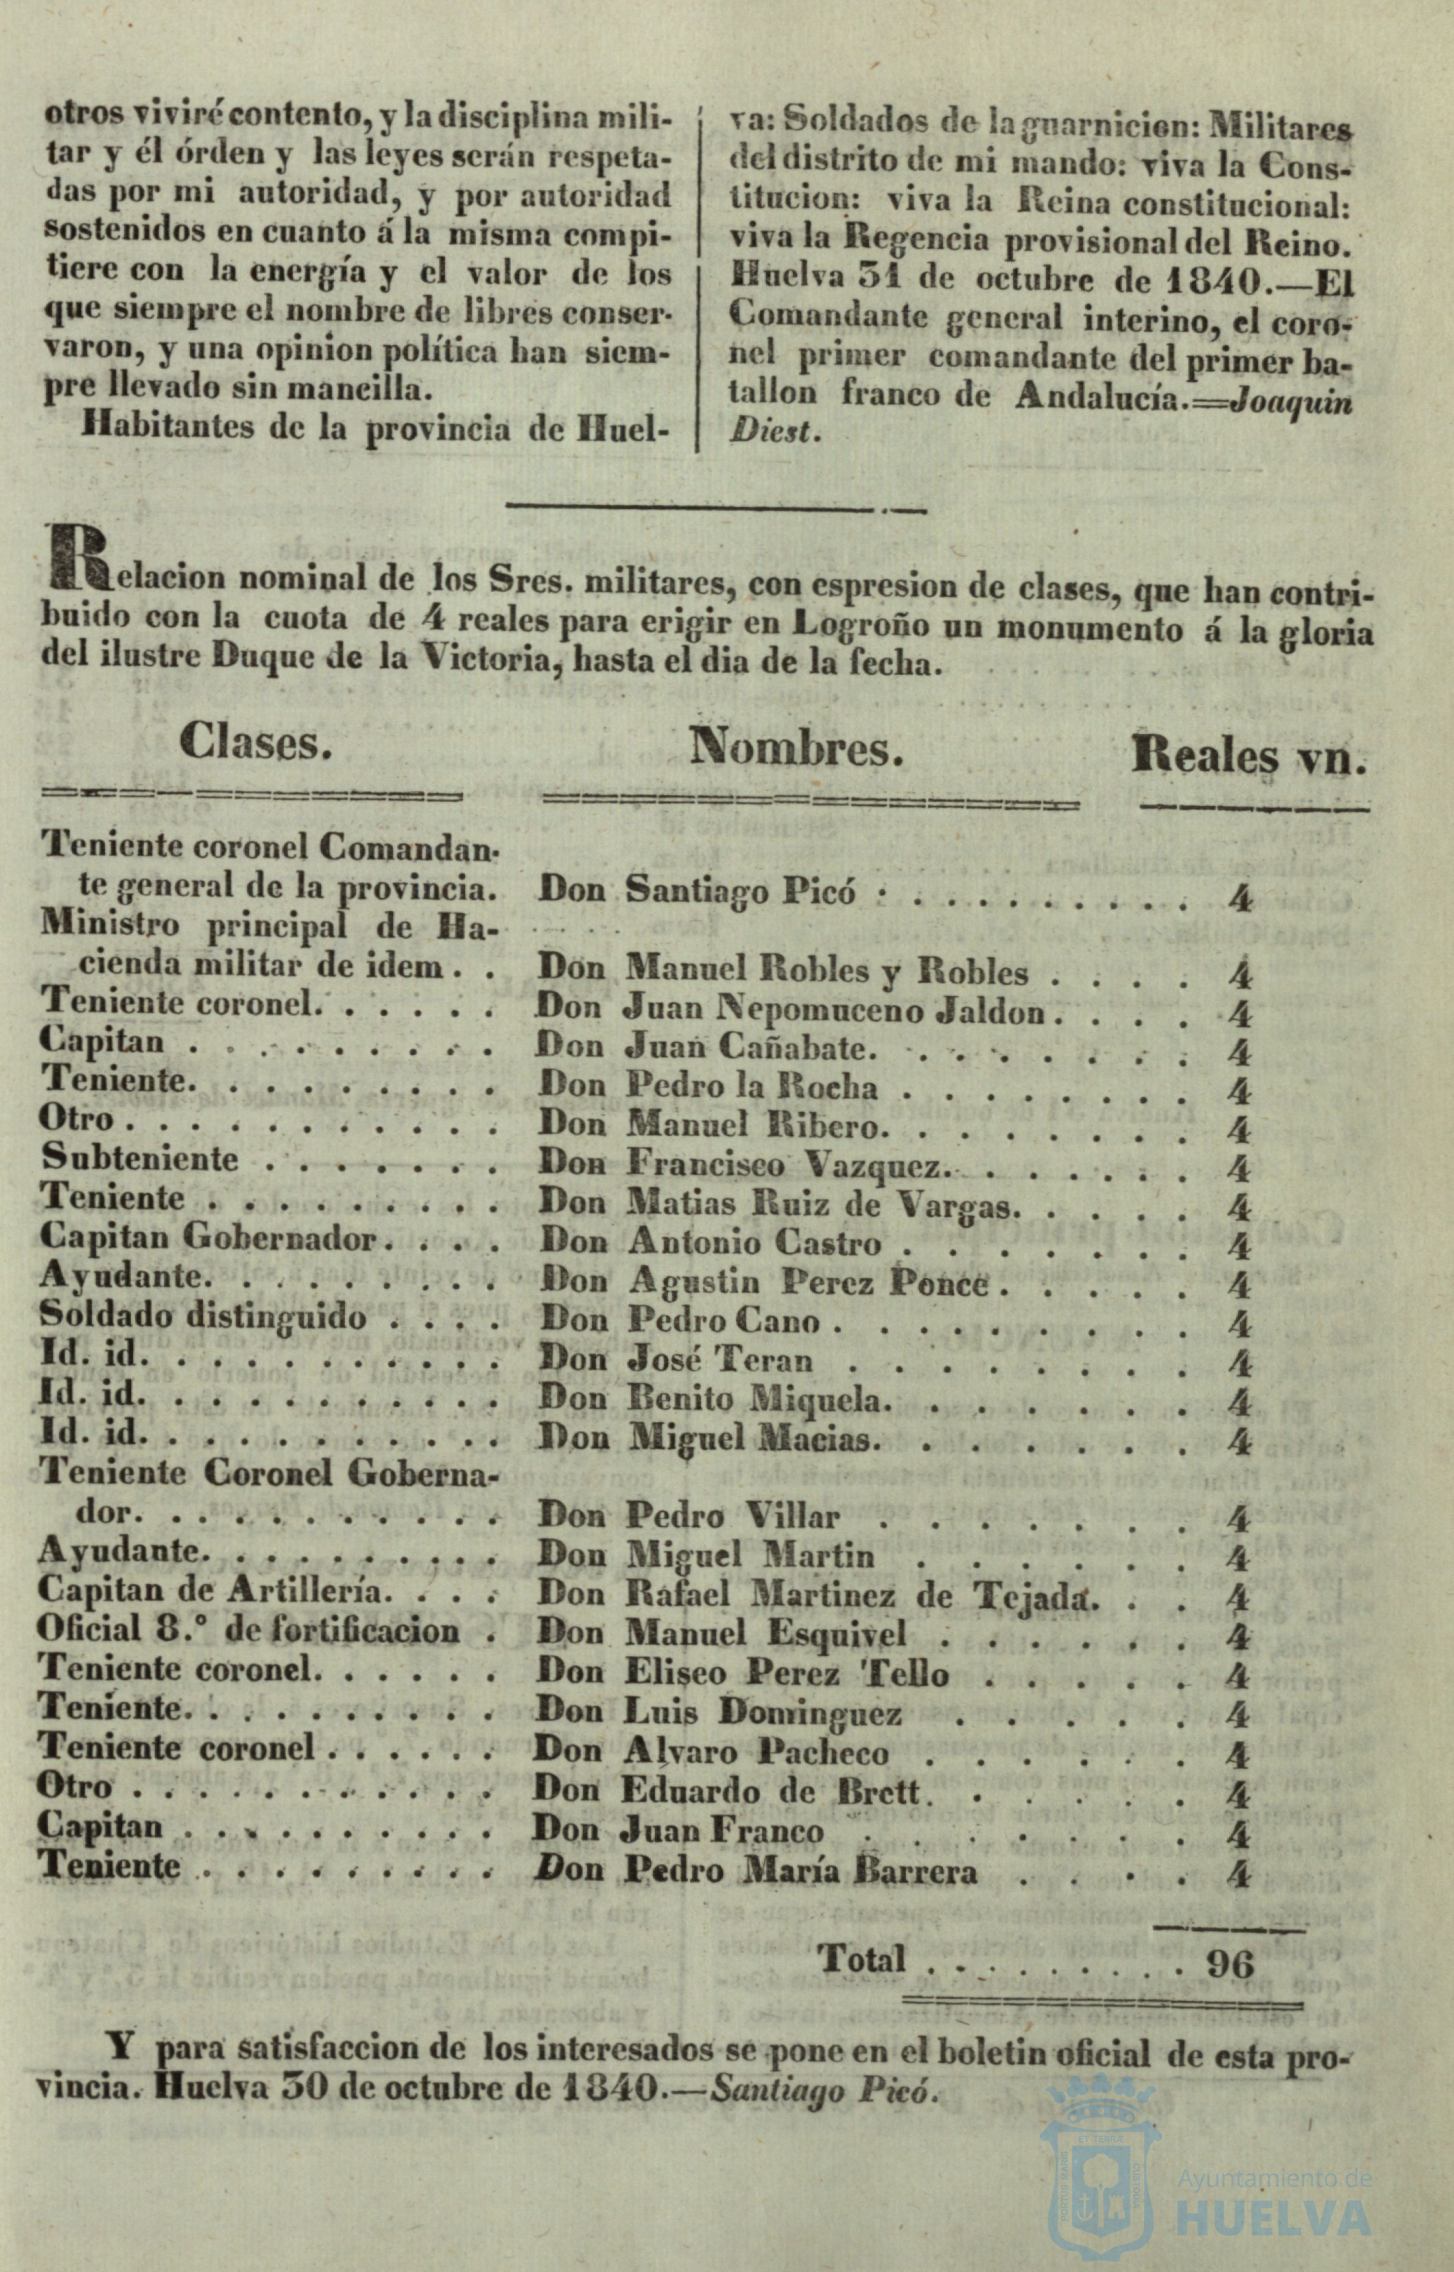 otros viviré contento, y la disciplina mili-
tar y él órden y las leyes serán respeta-
das por mi autoridad, y por autoridad
sostenidos en cuanto á la misma compi-
tiere con la energía y el valor de los
que siempre el nombre de libres conser-
varon, y una opinion política han siem-
pre llevado sin mancilla.
Habitantes de la provincia de Huel-
va: Soldados de la guarnicion: Militares
del distrito de mi mando: viva la Cons-
titucion: viva la Reina constitucional:
viva la Regencia provisional del Reino.
Huelva 31 de octubre de 1840.—El
Comandante general interino, el coro-
nel primer comandante del primer ba-
tallon franco de Andalucía.=Joaquin
Diest.
Relacion nominal de los Sres. militares, con espresion de clases, que han contri-
buido con la cuota de 4 reales para erigir en Logroño un monumento á la gloria
del ilustre Duque de la Victoria, hasta el dia de la fecha.
Clases. Nombres. Reales vn.
Teniente coronel Comandan-
te general de la provincia. Don Santiago Picó : . . . . . . . . . 4
Ministro principal de Ha-
cienda militar de idem . . Don Manuel Robles y Robles . . . . 4
Teniente coronel. . . . . . Don Juan Nepomuceno Jaldon . . . . 4
Capitan . . . . . . . . . Don Juan Cañabate. . . . . . . . 4
Teniente. . . . . . . . . Don Pedro la Rocha . . . . . . . . 4
Otro . . . . . . . . . . . Don Manuel Ribero. . . . . . . . 4
Subteniente . . . . . . . Don Francisco Vazquez. . . . . . . 4
Teniente . . . . . . . . . Don Matias Ruiz de Vargas. . . . . 4
Capitan Gobernador. . . . Don Antonio Castro . . . . . . . 4
Ayudante. . . . . . . . . Don Agustin Perez Ponce . . . . . 4
Soldado distinguido . . . . Don Pedro Cano . . . . . . . . . 4
Id. id. . . . . . . . . . . Don José Teran . . . . . . . . 4
Id. id. . . . . . . . . . . Don Benito Miquela. . . . . . . 4
Id. id. . . . . . . . . . . Don Miguel Macias. . . . . . . 4
Teniente Coronel Goberna-
dor. . . . . . . . . . . Don Pedro Villar . . . . . . . 4
Ayudante. . . . . . . . . Don Miguel Martin . . . . . . 4
Capitan de Artillería. . . . Don Rafael Martinez de Tejada. . . 4
Oficial 8.° de fortificacion . Don Manuel Esquivel . . . . . . 4
Teniente coronel. . . . . . Don Eliseo Perez Tello . . . . . 4
Teniente. . . . . . . . . Don Luis Dominguez . . . . . 4
Teniente coronel . . . . . Don Alvaro Pacheco . . . . . . 4
Otro . . . . . . . . . . Don Eduardo de Brett. . . . . . 4
Capitan . . . . . . . . . Don Juan Franco . . . . . . . 4
Teniente . . . . . . . . . Don Pedro María Barrera . . . . 4
Total . . . . . . . . . 96
Y para satisfaccion de los interesados se pone en el boletin oficial de esta pro-
vincia. Huelva 30 de octubre de 1840.—Santiago Picó.
Ayuntamiento de
HUELVA